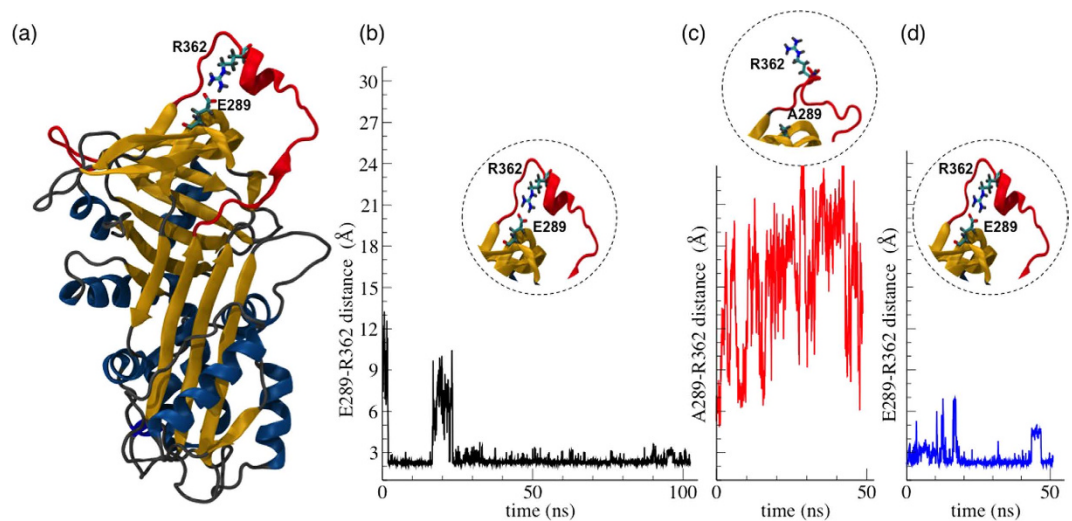 (a)
R362
E289
(b)
E289-R362 distance (Å)
31
27
24
21
18
15
12
9
6
3
0
50
100
time (ns)
R362
E289
(c)
R362
A289
A289-R362 distance (Å)
0
50
time (ns)
(d)
R362
E289
E289-R362 distance (Å)
0
50
time (ns)